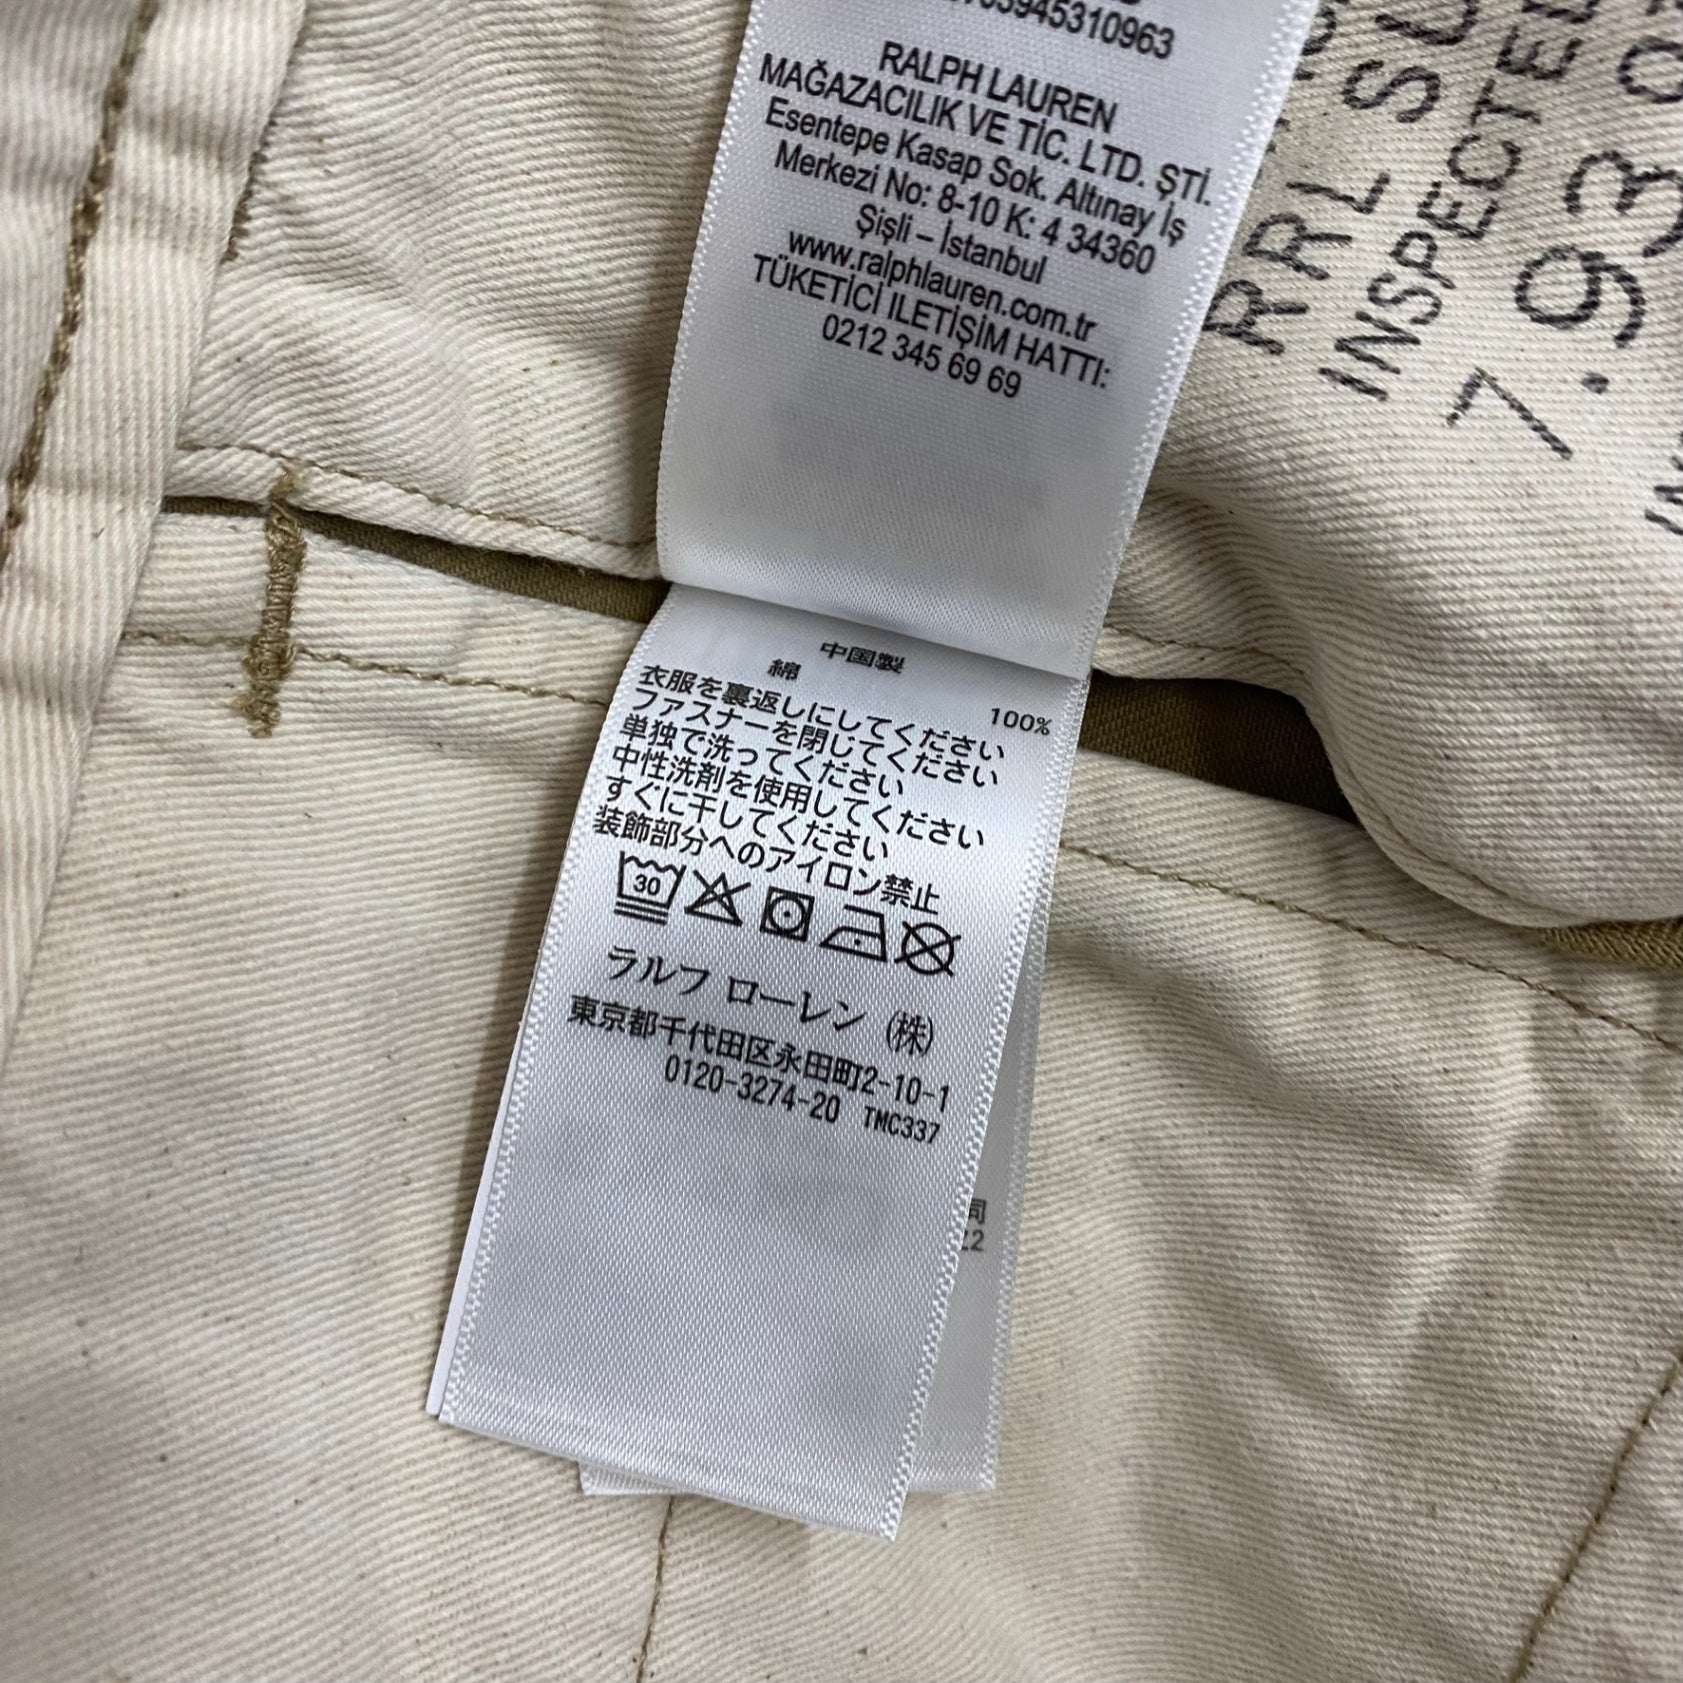 RALPH LAUREN
MAĞAZACILIK VE TİC. LTD. ŞTİ.
Esentepe Kasap Sok. Altınay İş
Merkezi No: 8-10 K: 4 34360
Şişli – İstanbul
www.ralphlauren.com.tr
TÜKETİCİ ILETİŞİM HATTI:
0212 345 69 69
RRL
INSPECTED
7.93
中国製
綿 100%
衣服を裏返しにしてください
ファスナーを閉じてください
単独で洗ってください
中性洗剤を使用してください
すぐに干してください
装飾部分へのアイロン禁止
30
ラルフ ローレン (株)
東京都千代田区永田町2-10-1
0120-3274-20 TMC337